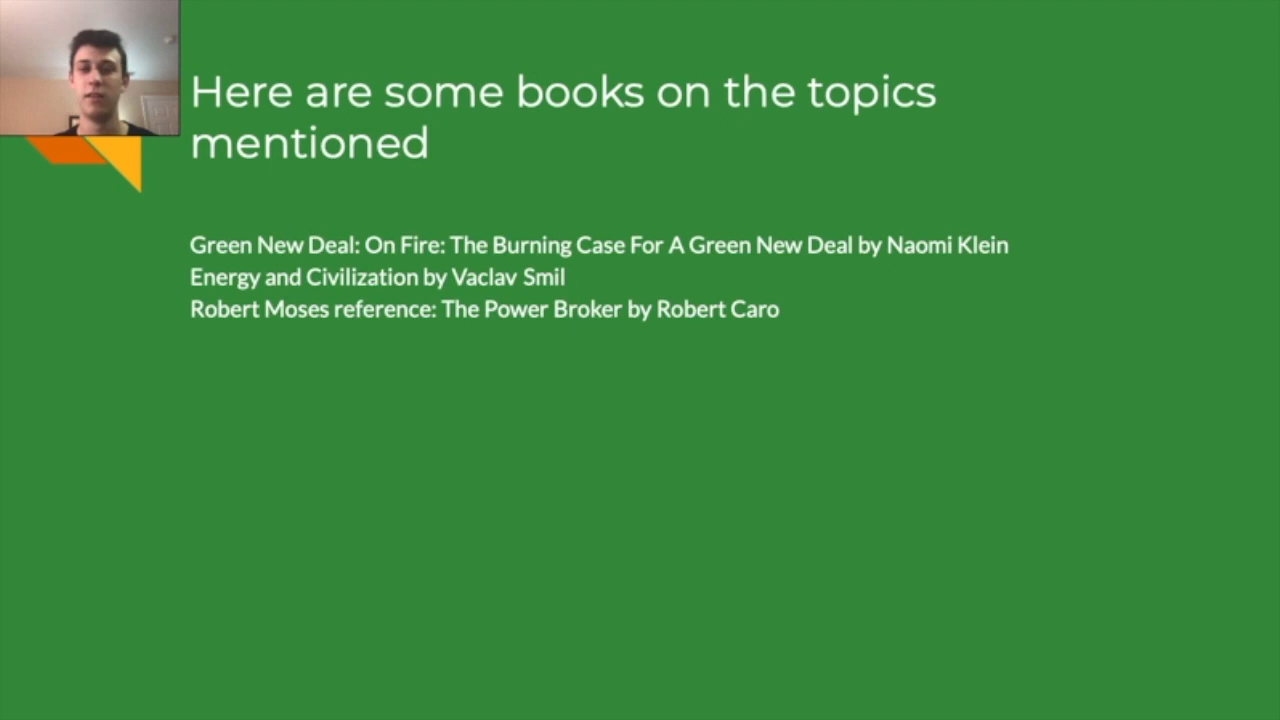 Here are some books on the topics
mentioned
Green New Deal: On Fire: The Burning Case For A Green New Deal by Naomi Klein
Energy and Civilization by Vaclav Smil
Robert Moses reference: The Power Broker by Robert Caro